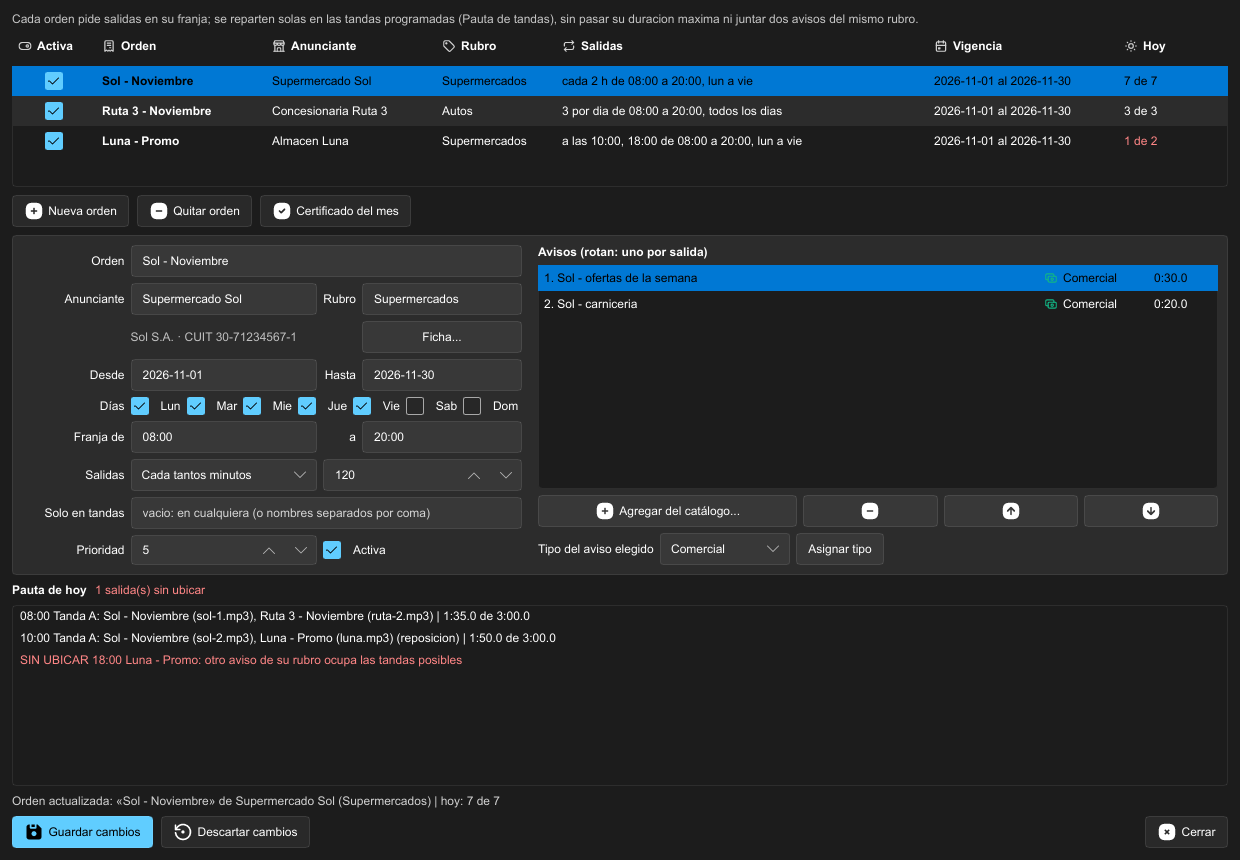 Cada orden pide salidas en su franja; se reparten solas en las tandas programadas (Pauta de tandas), sin pasar su duracion maxima ni juntar dos avisos del mismo rubro.
Activa Orden Anunciante Rubro Salidas Vigencia Hoy
Sol - Noviembre Supermercado Sol Supermercados cada 2 h de 08:00 a 20:00, lun a vie 2026-11-01 al 2026-11-30 7 de 7
Ruta 3 - Noviembre Concesionaria Ruta 3 Autos 3 por dia de 08:00 a 20:00, todos los dias 2026-11-01 al 2026-11-30 3 de 3
Luna - Promo Almacen Luna Supermercados a las 10:00, 18:00 de 08:00 a 20:00, lun a vie 2026-11-01 al 2026-11-30 1 de 2
Nueva orden Quitar orden Certificado del mes
Orden Sol - Noviembre
Anunciante Supermercado Sol Rubro Supermercados
Sol S.A. · CUIT 30-71234567-1 Ficha...
Desde 2026-11-01 Hasta 2026-11-30
Días Lun Mar Mie Jue Vie Sab Dom
Franja de 08:00 a 20:00
Salidas Cada tantos minutos 120
Solo en tandas vacio: en cualquiera (o nombres separados por coma)
Prioridad 5 Activa
Avisos (rotan: uno por salida)
1. Sol - ofertas de la semana Comercial 0:30.0
2. Sol - carniceria Comercial 0:20.0
Agregar del catálogo...
Tipo del aviso elegido Comercial Asignar tipo
Pauta de hoy 1 salida(s) sin ubicar
08:00 Tanda A: Sol - Noviembre (sol-1.mp3), Ruta 3 - Noviembre (ruta-2.mp3) | 1:35.0 de 3:00.0
10:00 Tanda A: Sol - Noviembre (sol-2.mp3), Luna - Promo (luna.mp3) (reposicion) | 1:50.0 de 3:00.0
SIN UBICAR 18:00 Luna - Promo: otro aviso de su rubro ocupa las tandas posibles
Orden actualizada: «Sol - Noviembre» de Supermercado Sol (Supermercados) | hoy: 7 de 7
Guardar cambios Descartar cambios Cerrar